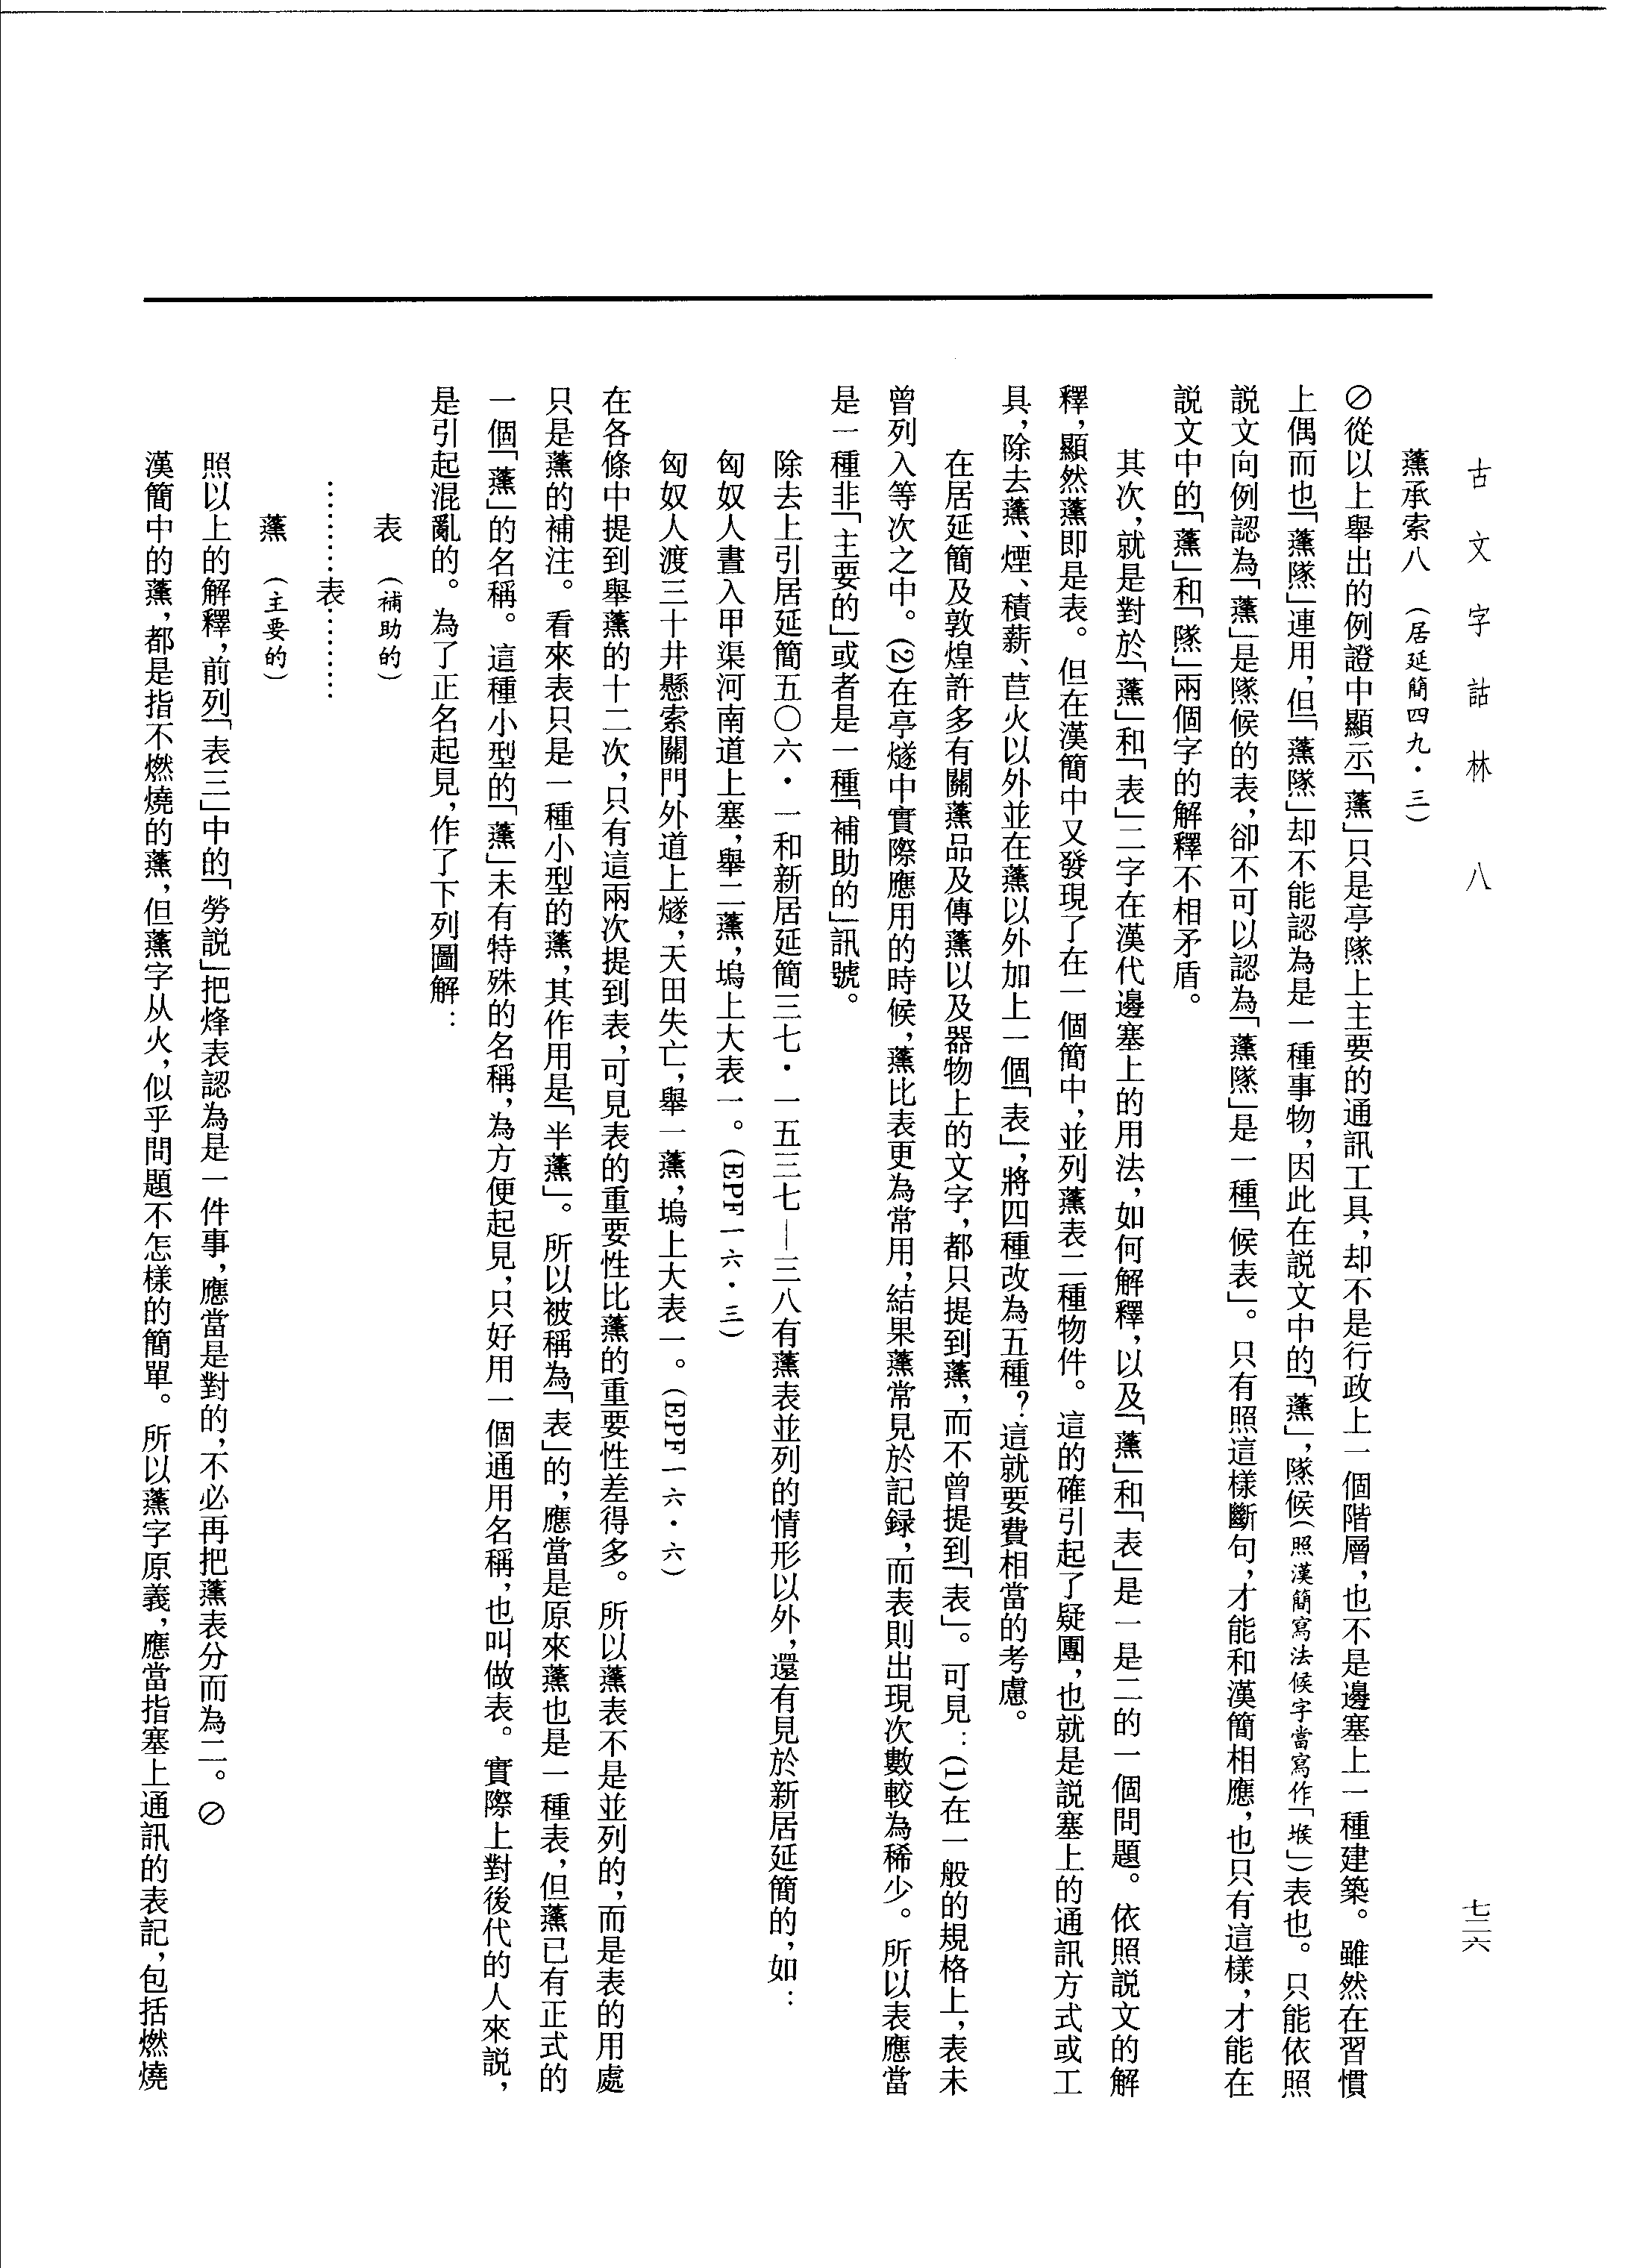 古文字詁林　八
七二六
蓬承索八　（居延簡四九・三）
⊘從以上舉出的例證中顯示「蓬」只是亭隊上主要的通訊工具，却不是行政上一個階層，也不是邊塞上一種建築。雖然在習慣
上偶而也「蓬隊」連用，但「蓬隊」却不能認為是一種事物，因此在説文中的「蓬」，隊候（照漢簡寫法候字當寫作「堠」）表也。只能依照
説文向例認為「蓬」是隊候的表，卻不可以認為「蓬隊」是一種「候表」。只有照這樣斷句，才能和漢簡相應，也只有這樣，才能在
説文中的「蓬」和「隊」兩個字的解釋不相矛盾。
其次，就是對於「蓬」和「表」二字在漢代邊塞上的用法，如何解釋，以及「蓬」和「表」是一是二的一個問題。依照説文的解
釋，顯然蓬即是表。但在漢簡中又發現了在一個簡中，並列蓬表二種物件。這的確引起了疑團，也就是説塞上的通訊方式或工
具，除去蓬、煙、積薪、苣火以外並在蓬以外加上一個「表」，將四種改為五種？這就要費相當的考慮。
在居延簡及敦煌許多有關蓬品及傳蓬以及器物上的文字，都只提到蓬，而不曾提到「表」。可見：(1)在一般的規格上，表未
曾列入等次之中。(2)在亭燧中實際應用的時候，蓬比表更為常用，結果蓬常見於記録，而表則出現次數較為稀少。所以表應當
是一種非「主要的」或者是一種「補助的」訊號。
除去上引居延簡五〇六・一和新居延簡三七・一五三七—三八有蓬表並列的情形以外，還有見於新居延簡的，如：
匈奴人晝入甲渠河南道上塞，舉二蓬，塢上大表一。（EPF一六・三）
匈奴人渡三十井懸索關門外道上燧，天田失亡，舉一蓬，塢上大表一。（EPF一六・六）
在各條中提到舉蓬的十二次，只有這兩次提到表，可見表的重要性比蓬的重要性差得多。所以蓬表不是並列的，而是表的用處
只是蓬的補注。看來表只是一種小型的蓬，其作用是「半蓬」。所以被稱為「表」的，應當是原來蓬也是一種表，但蓬已有正式的
一個「蓬」的名稱。這種小型的「蓬」未有特殊的名稱，為方便起見，只好用一個通用名稱，也叫做表。實際上對後代的人來説，
是引起混亂的。為了正名起見，作了下列圖解：
表　（補助的）
…………表…………
蓬　（主要的）
照以上的解釋，前列「表三」中的「勞説」把烽表認為是一件事，應當是對的，不必再把蓬表分而為二。⊘
漢簡中的蓬，都是指不燃燒的蓬，但蓬字从火，似乎問題不怎樣的簡單。所以蓬字原義，應當指塞上通訊的表記，包括燃燒